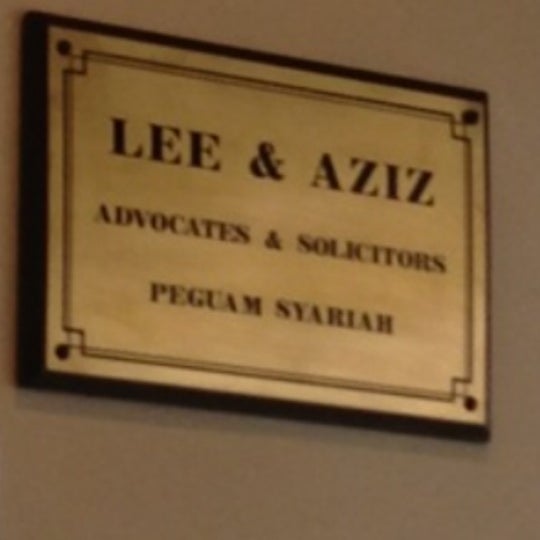 LEE & AZIZ
ADVOCATES & SOLICITORS
PEGUAM SYARIAH